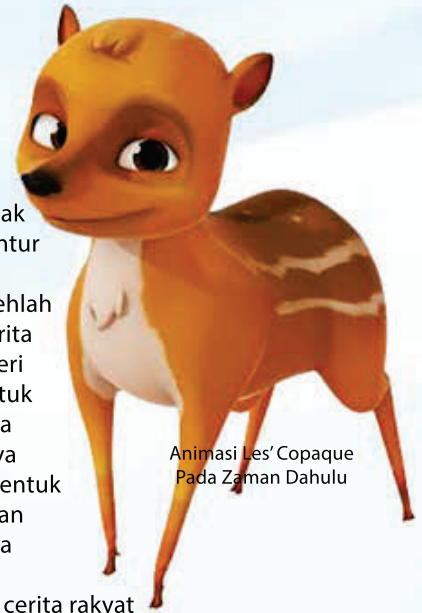 ak
ntur
ehlah
rita
eri
tuk
a
ya
entuk
an
a
cerita rakyat
Animasi Les' Copaque
Pada Zaman Dahulu